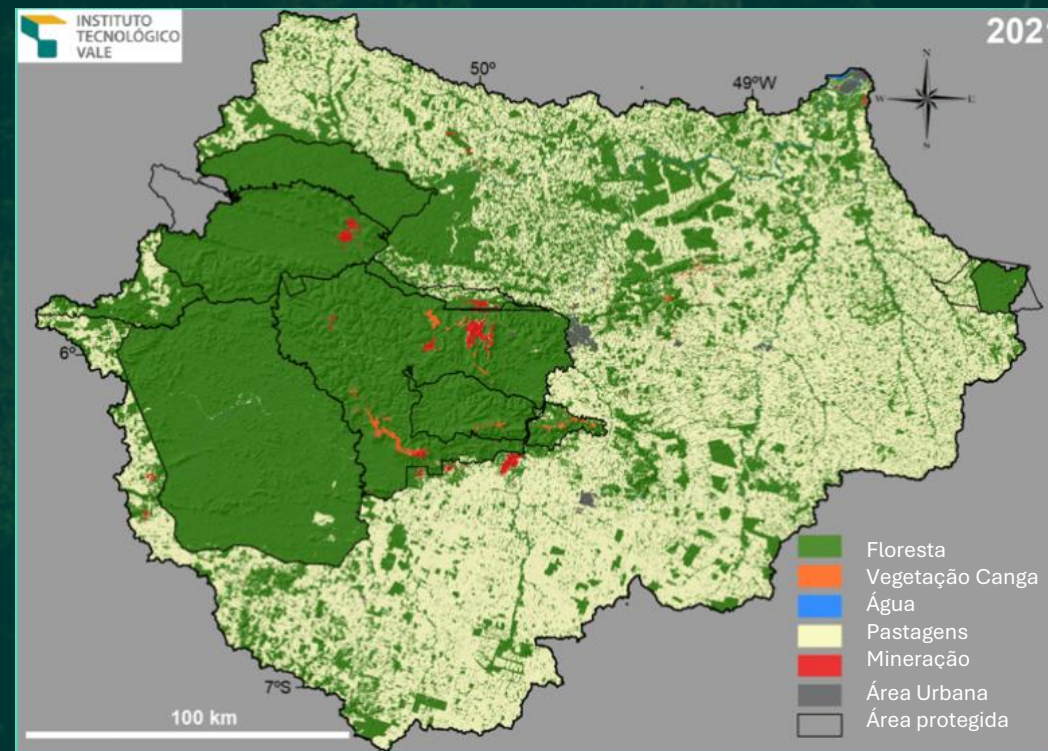 INSTITUTO
TECNOLÓGICO
VALE
2021
50º
49ºW
N
W
E
S
6º
7ºS
100 km
Floresta
Vegetação Canga
Água
Pastagens
Mineração
Área Urbana
Área protegida